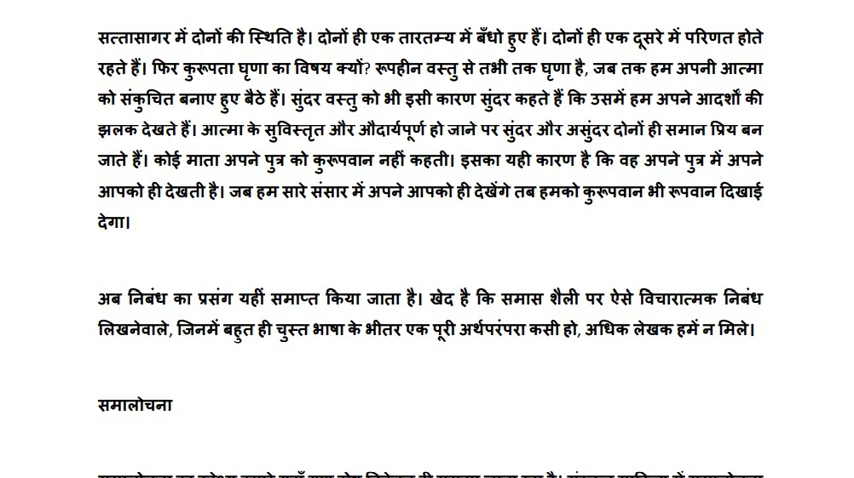 सत्तासागर में दोनों की स्थिति है। दोनों ही एक तारतम्य में बँधो हुए हैं। दोनों ही एक दूसरे में परिणत होते
रहते हैं। फिर कुरूपता घृणा का विषय क्यों? रूपहीन वस्तु से तभी तक घृणा है, जब तक हम अपनी आत्मा
को संकुचित बनाए हुए बैठे हैं। सुंदर वस्तु को भी इसी कारण सुंदर कहते हैं कि उसमें हम अपने आदर्शों की
झलक देखते हैं। आत्मा के सुविस्तृत और औदार्यपूर्ण हो जाने पर सुंदर और असुंदर दोनों ही समान प्रिय बन
जाते हैं। कोई माता अपने पुत्र को कुरूपवान नहीं कहती। इसका यही कारण है कि वह अपने पुत्र में अपने
आपको ही देखती है। जब हम सारे संसार में अपने आपको ही देखेंगे तब हमको कुरूपवान भी रूपवान दिखाई
देगा।
अब निबंध का प्रसंग यहीं समाप्त किया जाता है। खेद है कि समास शैली पर ऐसे विचारात्मक निबंध
लिखनेवाले, जिनमें बहुत ही चुस्त भाषा के भीतर एक पूरी अर्थपरंपरा कसी हो, अधिक लेखक हमें न मिले।
समालोचना